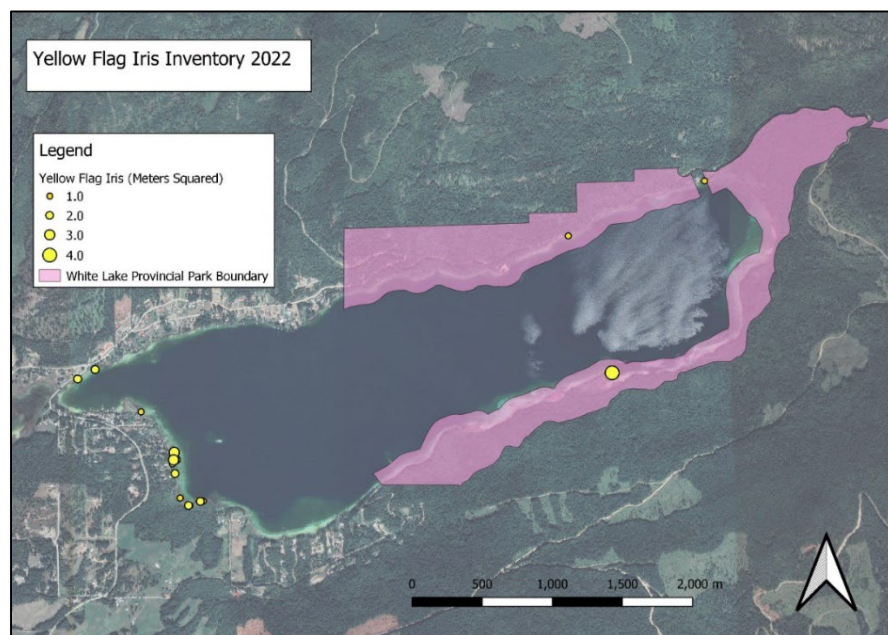 Yellow Flag Iris Inventory 2022
Legend
Yellow Flag Iris (Meters Squared)
1.0
2.0
3.0
4.0
White Lake Provincial Park Boundary
0 500 1,000 1,500 2,000 m